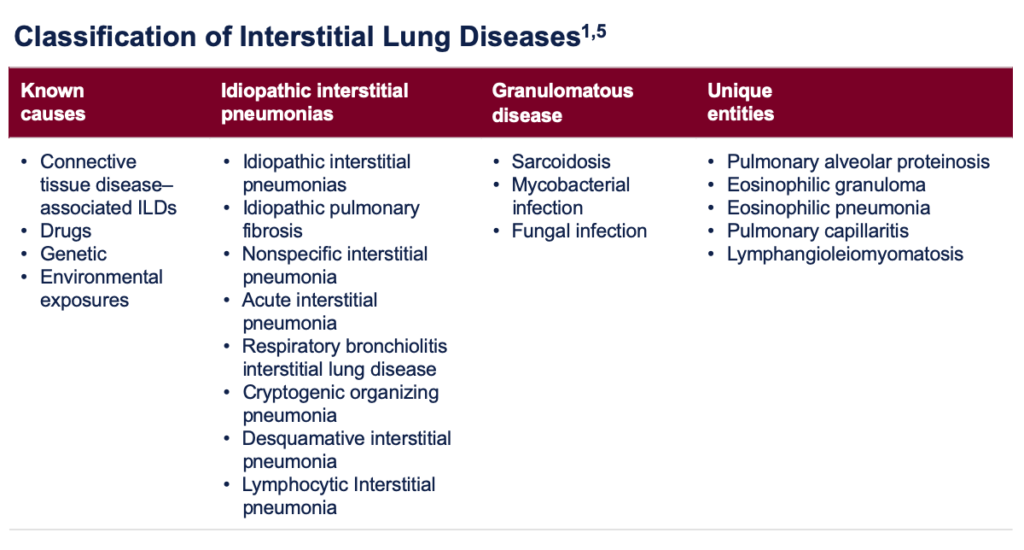 Classification of Interstitial Lung Diseases1,5
Known
causes
Idiopathic interstitial
pneumonias
Granulomatous
disease
Unique
entities
• Connective
tissue disease–
associated ILDs
• Drugs
• Genetic
• Environmental
exposures
• Idiopathic interstitial
pneumonias
• Idiopathic pulmonary
fibrosis
• Nonspecific interstitial
pneumonia
• Acute interstitial
pneumonia
• Respiratory bronchiolitis
interstitial lung disease
• Cryptogenic organizing
pneumonia
• Desquamative interstitial
pneumonia
• Lymphocytic Interstitial
pneumonia
• Sarcoidosis
• Mycobacterial
infection
• Fungal infection
• Pulmonary alveolar proteinosis
• Eosinophilic granuloma
• Eosinophilic pneumonia
• Pulmonary capillaritis
• Lymphangioleiomyomatosis